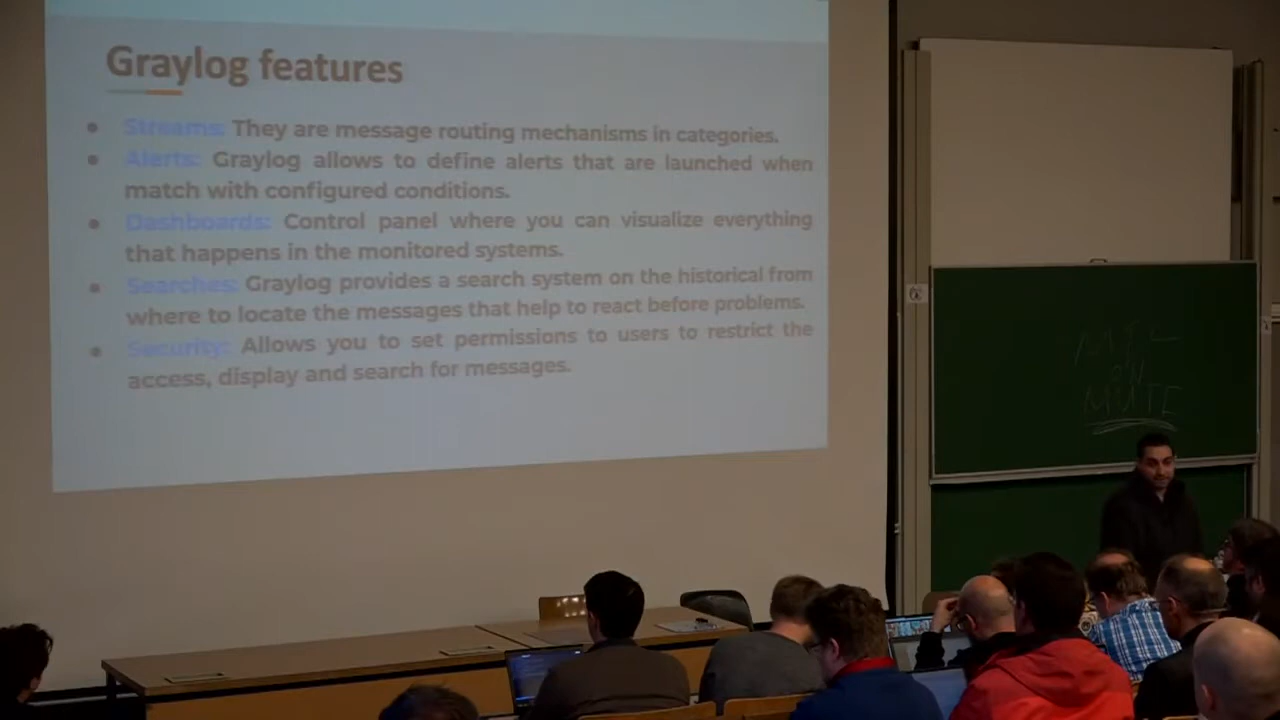 Graylog features
• Streams: They are message routing mechanisms in categories.
• Alerts: Graylog allows to define alerts that are launched when
match with configured conditions.
• Dashboards: Control panel where you can visualize everything
that happens in the monitored systems.
• Searches: Graylog provides a search system on the historical from
where to locate the messages that help to react before problems.
• Security: Allows you to set permissions to users to restrict the
access, display and search for messages.
MIC
ON
MUTE